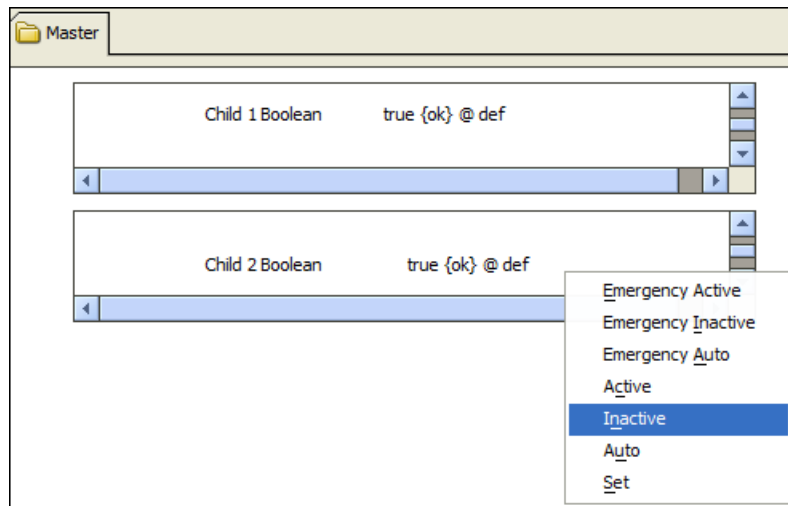 Master
Child 1 Boolean true {ok} @ def
Child 2 Boolean true {ok} @ def
Emergency Active
Emergency Inactive
Emergency Auto
Active
Inactive
Auto
Set